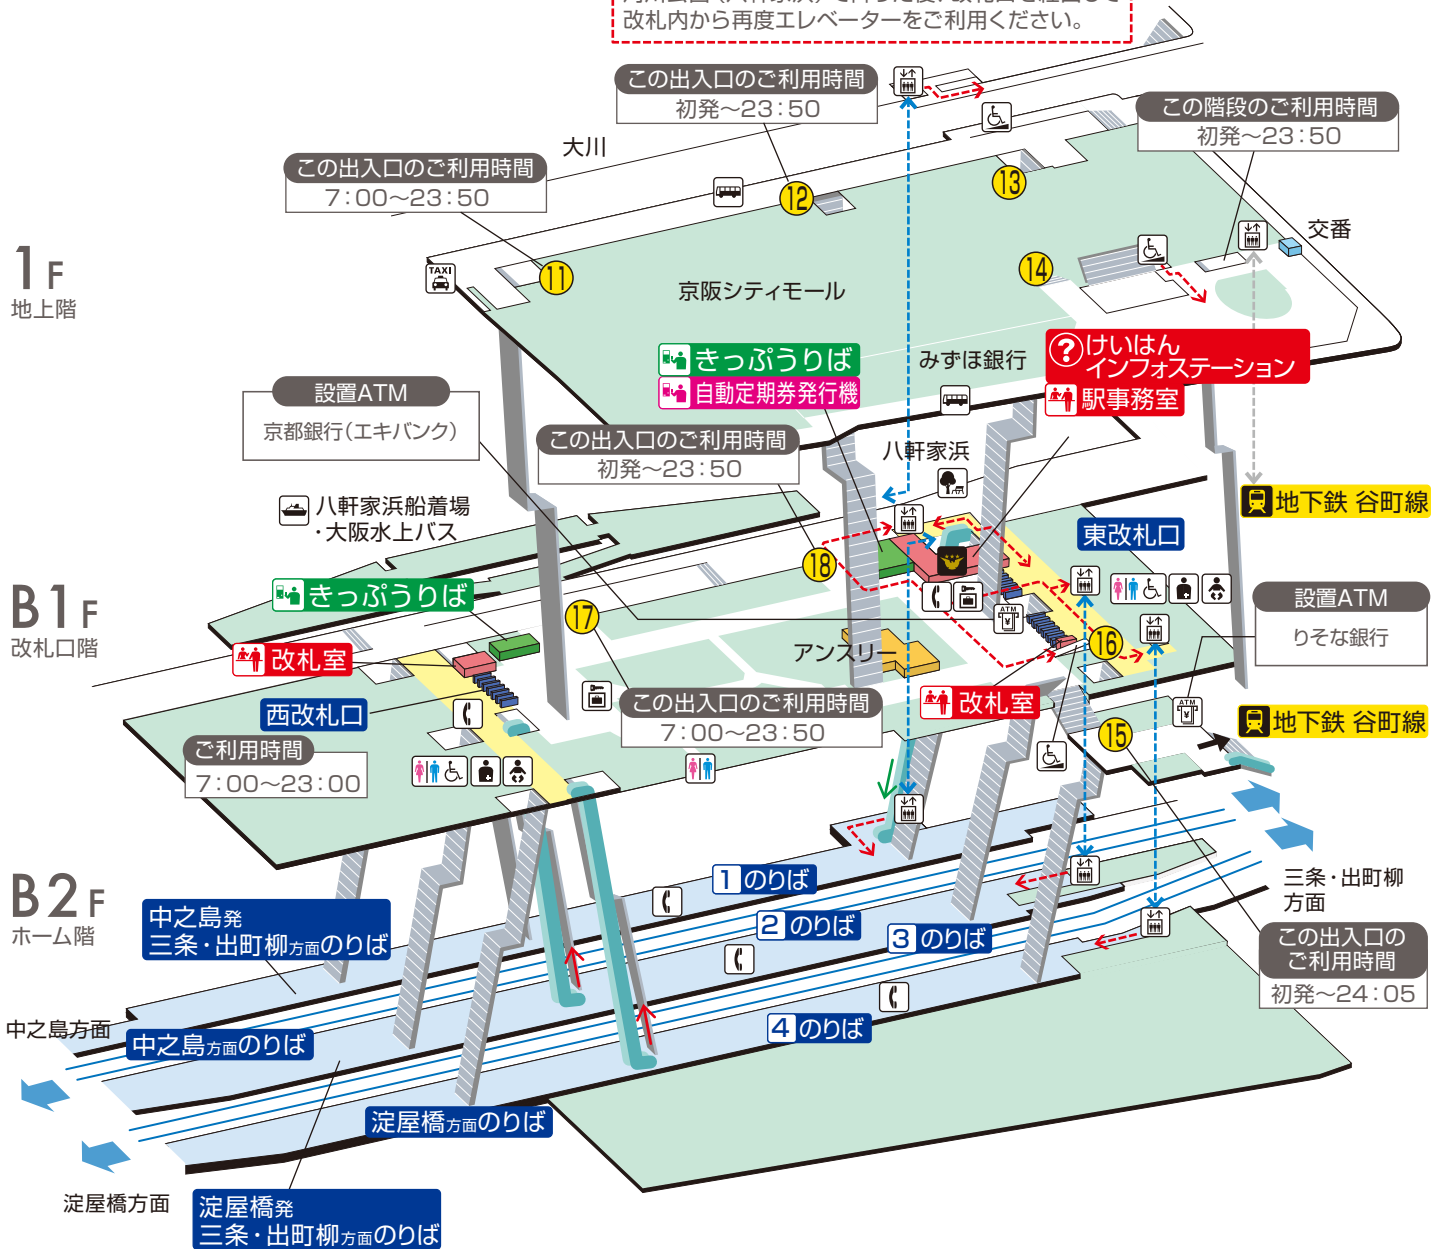 改札内から再度エレベーターをご利用ください。
この出入口のご利用時間
初発〜23:50
この階段のご利用時間
初発〜23:50
大川
この出入口のご利用時間
7:00〜23:50
⑫
⑬
交番
1F
地上階
TAXI
⑪
⑭
京阪シティモール
きっぷうりば
自動定期券発行機
みずほ銀行
?けいはん
インフォステーション
駅事務室
設置ATM
京都銀行(エキバンク)
この出入口のご利用時間
初発〜23:50
八軒家浜
八軒家浜船着場
・大阪水上バス
地下鉄 谷町線
東改札口
⑱
B1F
改札口階
きっぷうりば
⑰
ATM
設置ATM
りそな銀行
改札室
アンスリー
⑯
西改札口
この出入口のご利用時間
7:00〜23:50
改札室
ATM
地下鉄 谷町線
⑮
ご利用時間
7:00〜23:00
B2F
ホーム階
中之島発
三条・出町柳方面のりば
1のりば
2のりば
3のりば
4のりば
三条・出町柳
方面
この出入口の
ご利用時間
初発〜24:05
中之島方面
中之島方面のりば
淀屋橋方面のりば
淀屋橋方面
淀屋橋発
三条・出町柳方面のりば